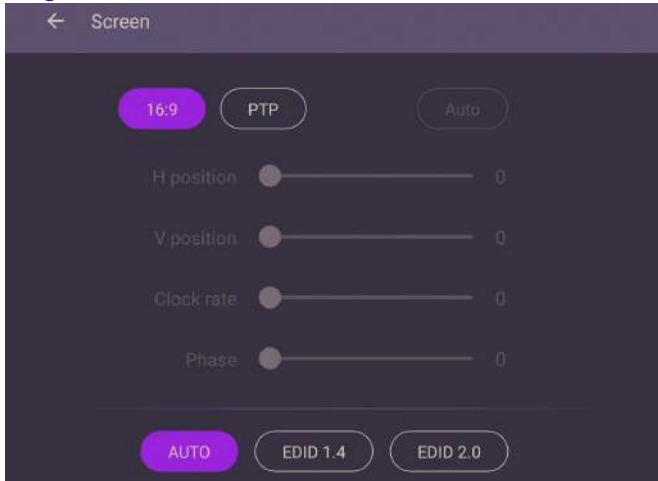 Screen
16:9 PTP Auto
H position 0
V position 0
Clock rate 0
Phase 0
AUTO EDID 1.4 EDID 2.0